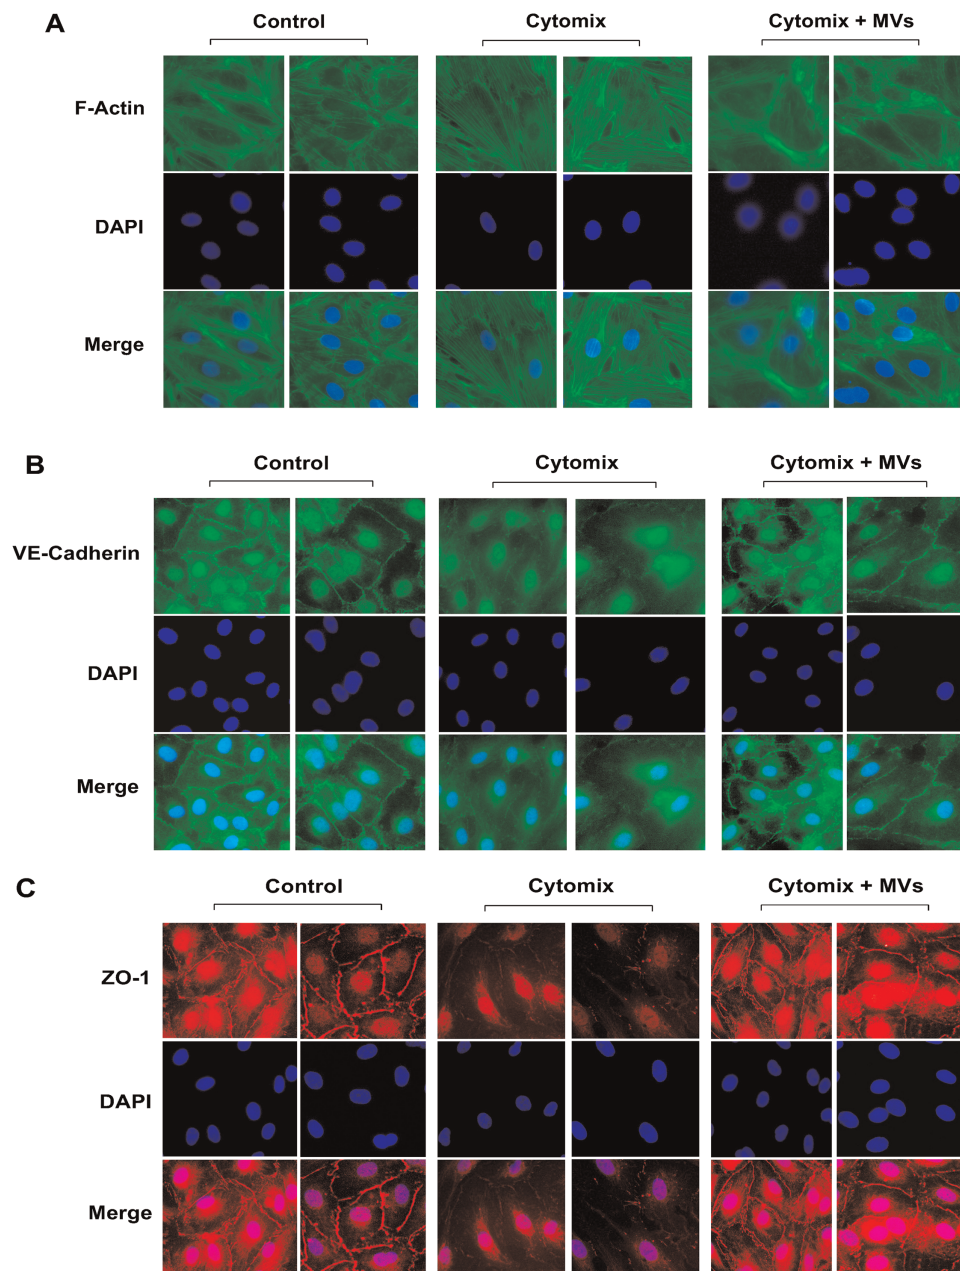 A
Control Cytomix Cytomix + MVs
F-Actin
DAPI
Merge
B
Control Cytomix Cytomix + MVs
VE-Cadherin
DAPI
Merge
C
Control Cytomix Cytomix + MVs
ZO-1
DAPI
Merge